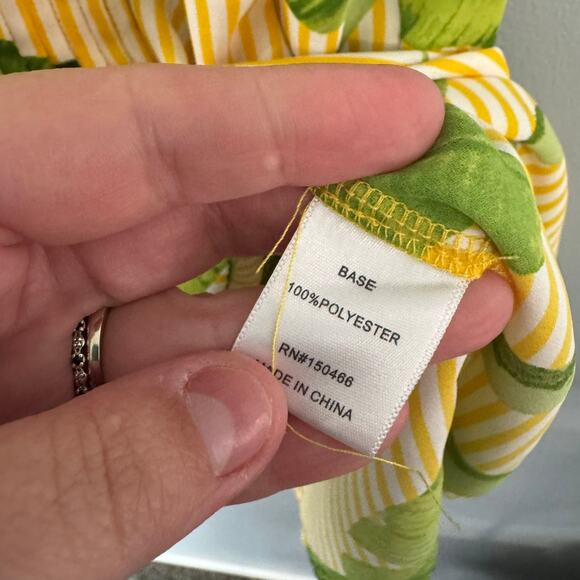 BASE
100%POLYESTER
RN#150466
MADE IN CHINA